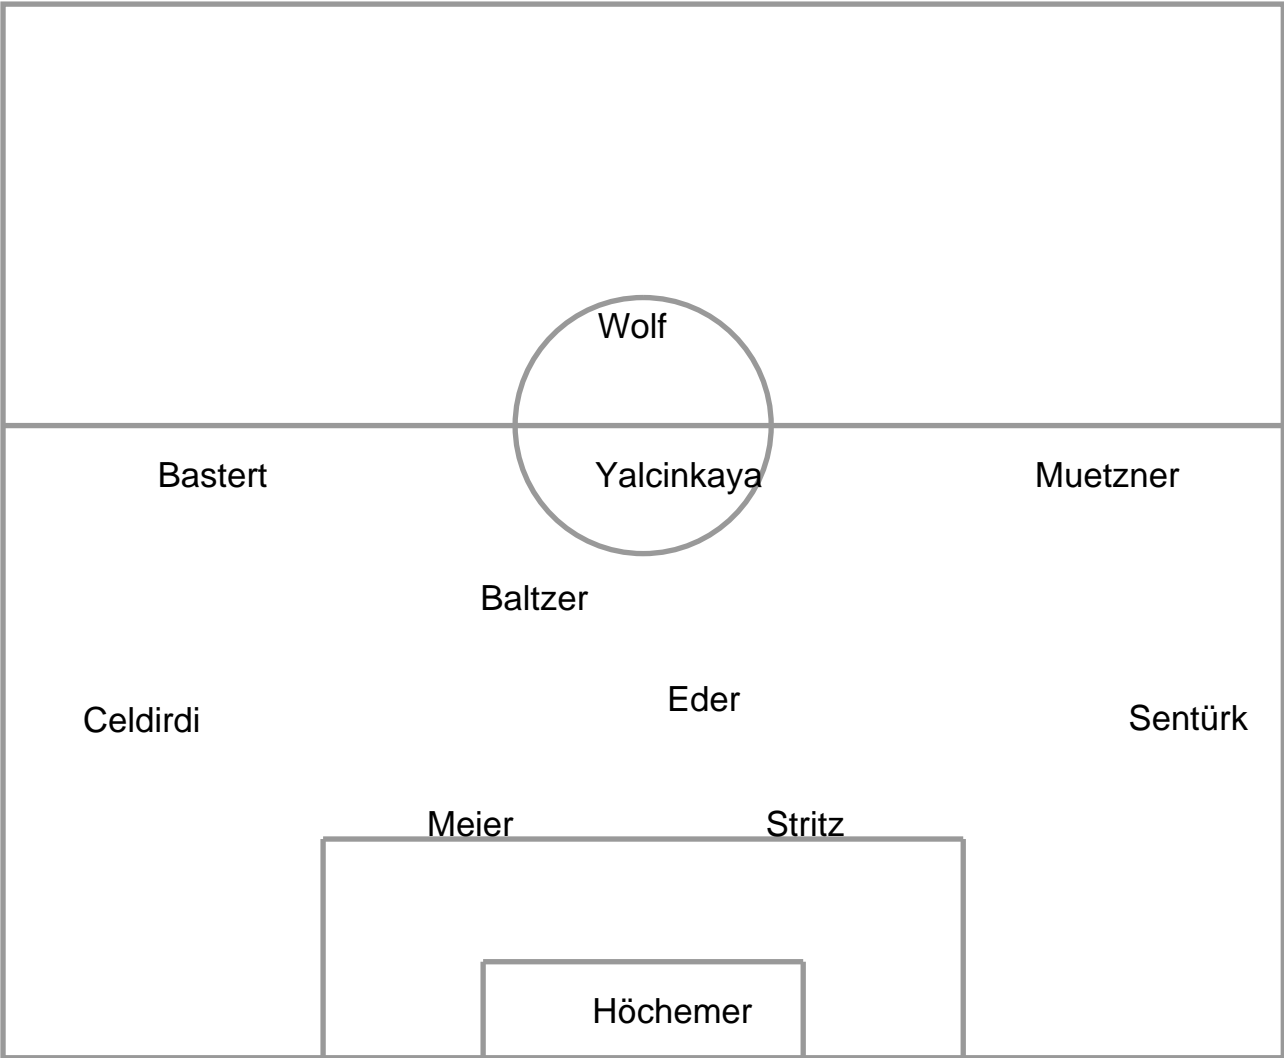 Wolf
Bastert Yalcinkaya Muetzner
Baltzer
Eder
Celdirdi Sentürk
Meier Stritz
Höchemer